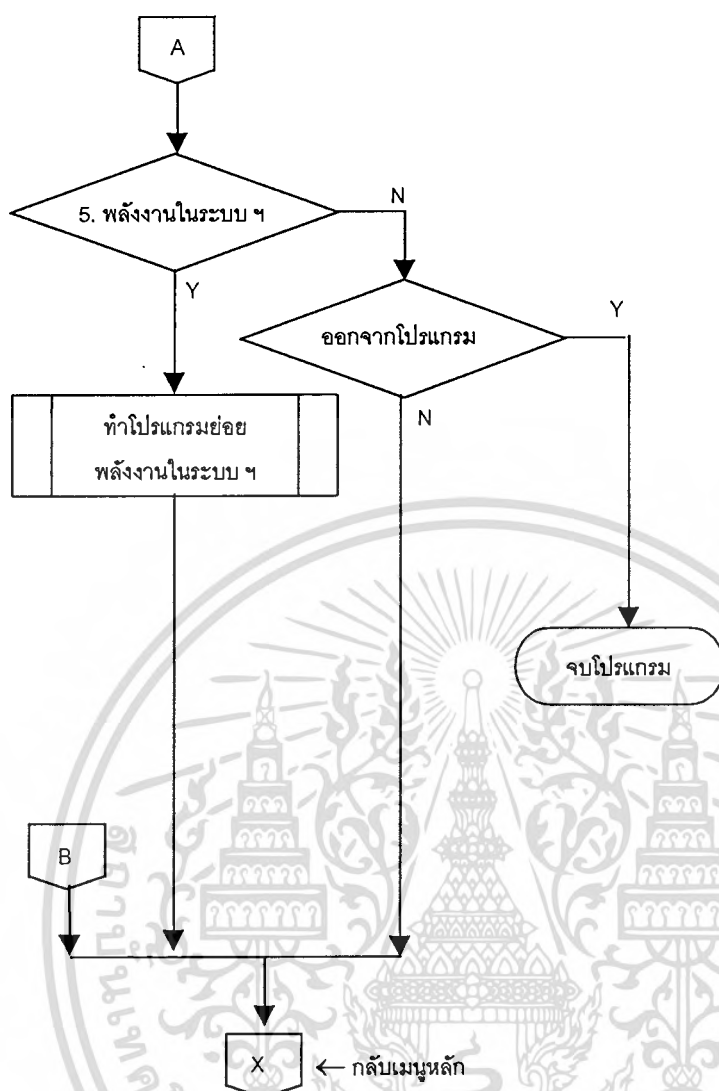 A
5. พลังงานในระบบ ฯ
N
Y
ออกจากโปรแกรม
Y
N
ทำโปรแกรมย่อย
พลังงานในระบบ ฯ
จบโปรแกรม
B
X
← กลับเมนูหลัก